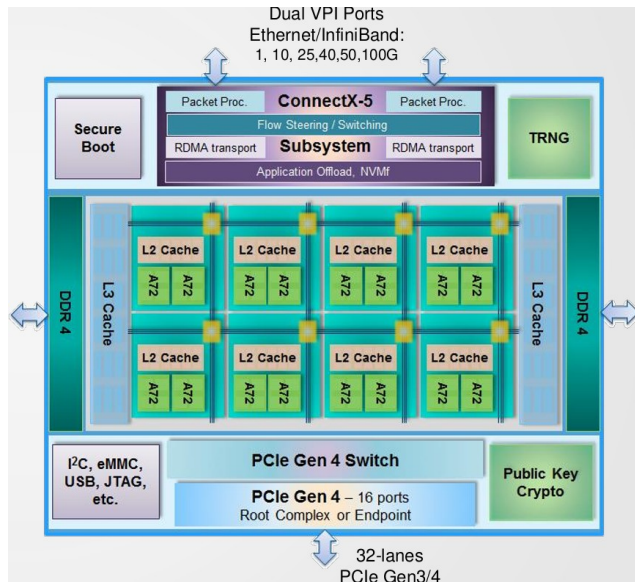 Dual VPI Ports
Ethernet/InfiniBand:
1, 10, 25,40,50,100G
Secure
Boot
Packet Proc.
ConnectX-5
Packet Proc.
Flow Steering / Switching
RDMA transport
Subsystem
RDMA transport
Application Offload, NVMf
TRNG
DDR 4
L3 Cache
L2 Cache
A72
A72
L2 Cache
A72
A72
L2 Cache
A72
A72
L2 Cache
A72
A72
L2 Cache
A72
A72
L2 Cache
A72
A72
L2 Cache
A72
A72
L2 Cache
A72
A72
L3 Cache
DDR 4
I²C, eMMC,
USB, JTAG,
etc.
PCIe Gen 4 Switch
PCIe Gen 4 – 16 ports
Root Complex or Endpoint
Public Key
Crypto
32-lanes
PCIe Gen3/4